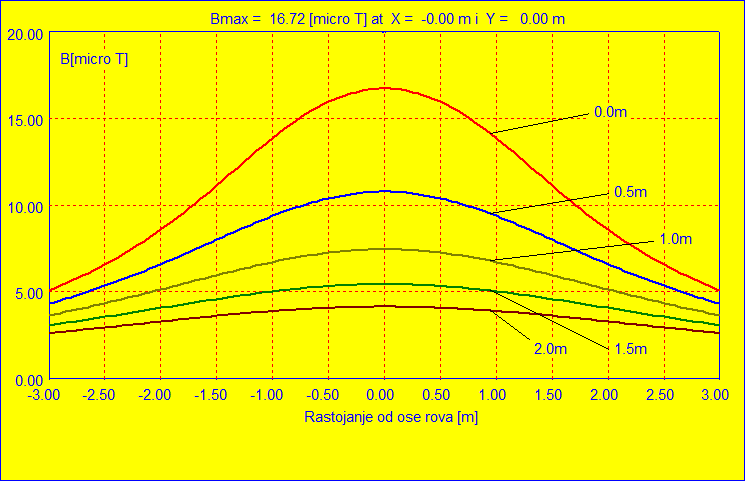 Bmax =  16.72 [micro T] at  X =  -0.00 m i  Y =   0.00 m
20.00
B[micro T]
0.0m
15.00
0.5m
10.00
1.0m
5.00
2.0m
1.5m
0.00
-3.00 -2.50 -2.00 -1.50 -1.00 -0.50 0.00 0.50 1.00 1.50 2.00 2.50 3.00
Rastojanje od ose rova [m]